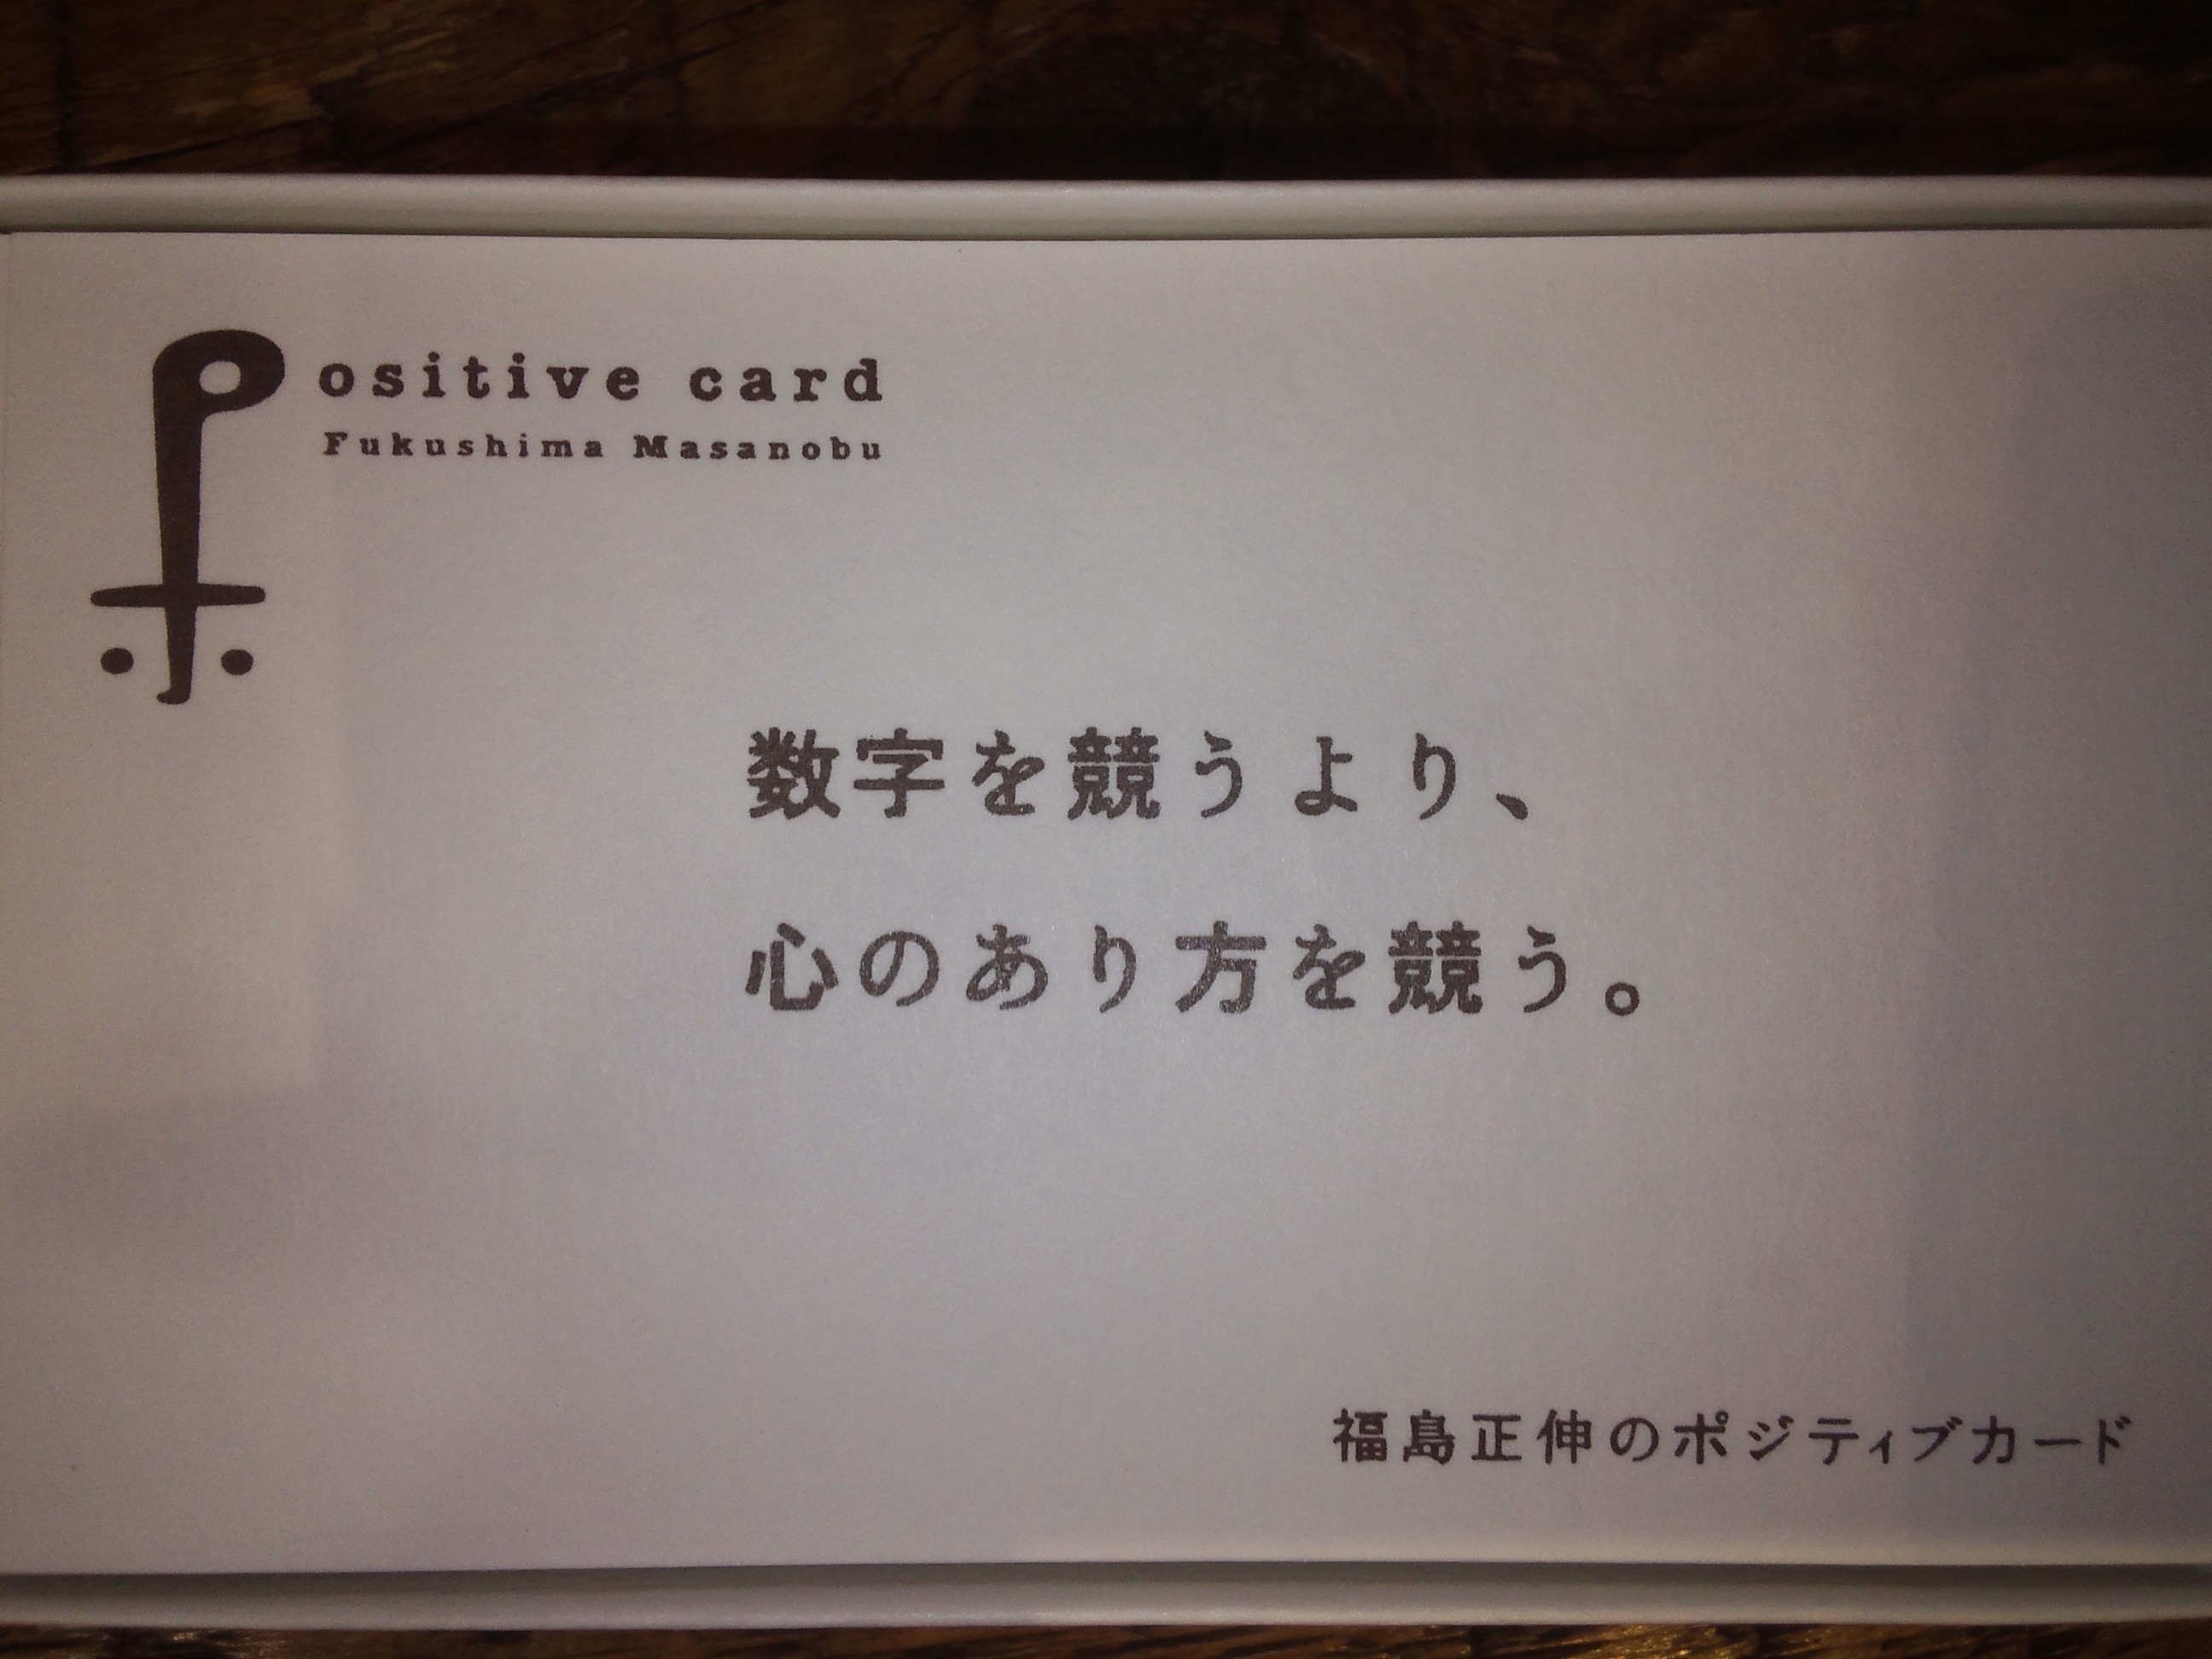 Positive card
Fukushima Masanobu
数字を競うより、
心のあり方を競う。
福島正伸のポジティブカード